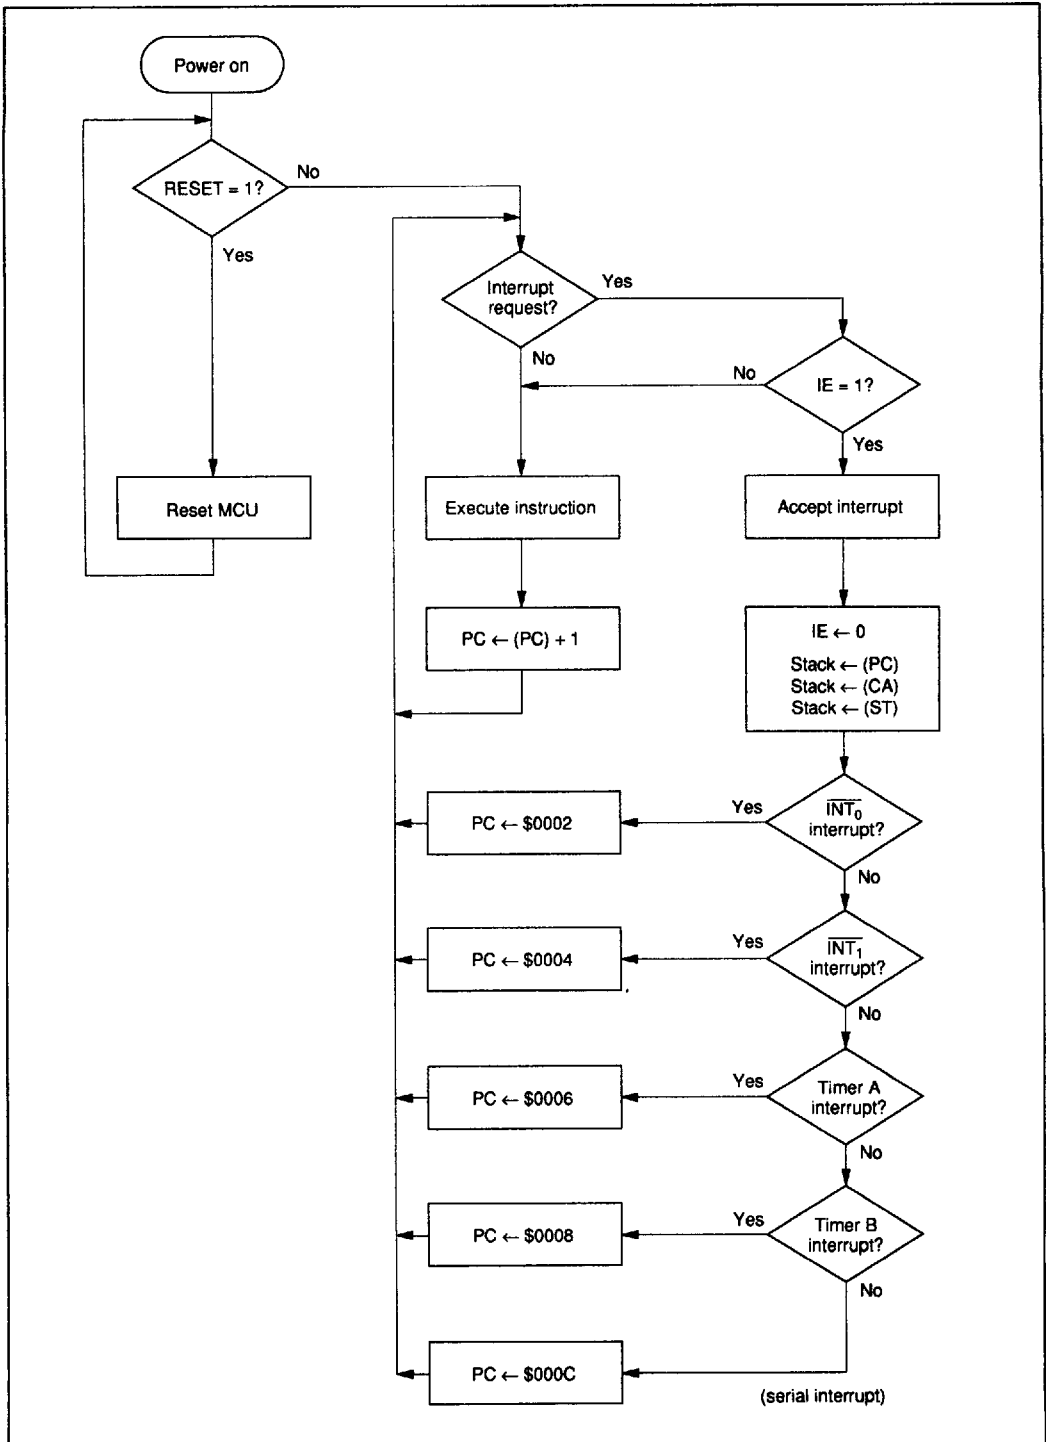 Power on
RESET = 1?
No
Yes
Reset MCU
Interrupt
request?
Yes
No
IE = 1?
No
Yes
Execute instruction
Accept interrupt
PC ← (PC) + 1
IE ← 0
Stack ← (PC)
Stack ← (CA)
Stack ← (ST)
INT₀
interrupt?
Yes
PC ← $0002
No
INT₁
interrupt?
Yes
PC ← $0004
No
Timer A
interrupt?
Yes
PC ← $0006
No
Timer B
interrupt?
Yes
PC ← $0008
No
PC ← $000C
(serial interrupt)